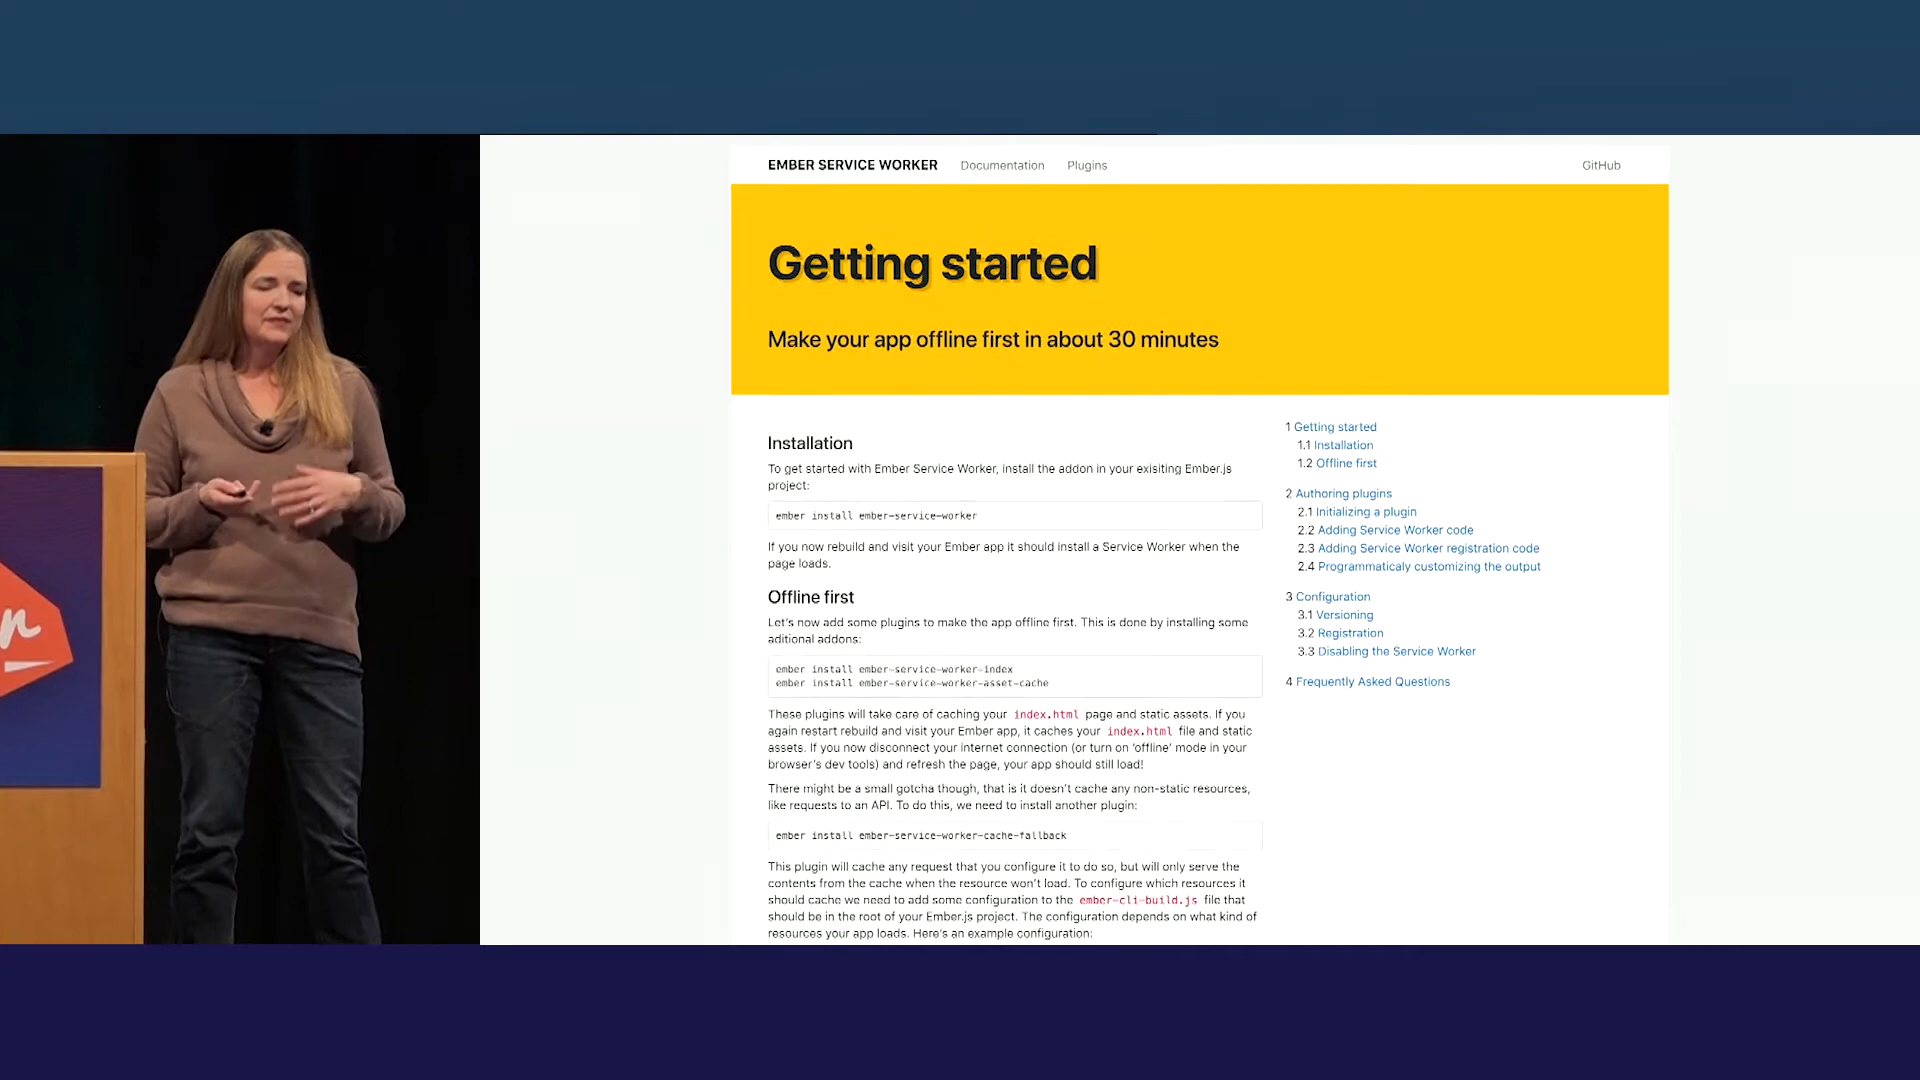 EMBER SERVICE WORKER Documentation Plugins GitHub
Getting started
Make your app offline first in about 30 minutes
Installation
To get started with Ember Service Worker, install the addon in your exisiting Ember.js
project:
ember install ember-service-worker
If you now rebuild and visit your Ember app it should install a Service Worker when the
page loads.
Offline first
Let's now add some plugins to make the app offline first. This is done by installing some
aditional addons:
ember install ember-service-worker-index
ember install ember-service-worker-asset-cache
These plugins will take care of caching your index.html page and static assets. If you
again restart rebuild and visit your Ember app, it caches your index.html file and static
assets. If you now disconnect your internet connection (or turn on 'offline' mode in your
browser's dev tools) and refresh the page, your app should still load!
There might be a small gotcha though, that is it doesn't cache any non-static resources,
like requests to an API. To do this, we need to install another plugin:
ember install ember-service-worker-cache-fallback
This plugin will cache any request that you configure it to do so, but will only serve the
contents from the cache when the resource won't load. To configure which resources it
should cache we need to add some configuration to the ember-cli-build.js file that
should be in the root of your Ember.js project. The configuration depends on what kind of
resources your app loads. Here's an example configuration:
1 Getting started
1.1 Installation
1.2 Offline first
2 Authoring plugins
2.1 Initializing a plugin
2.2 Adding Service Worker code
2.3 Adding Service Worker registration code
2.4 Programmaticaly customizing the output
3 Configuration
3.1 Versioning
3.2 Registration
3.3 Disabling the Service Worker
4 Frequently Asked Questions